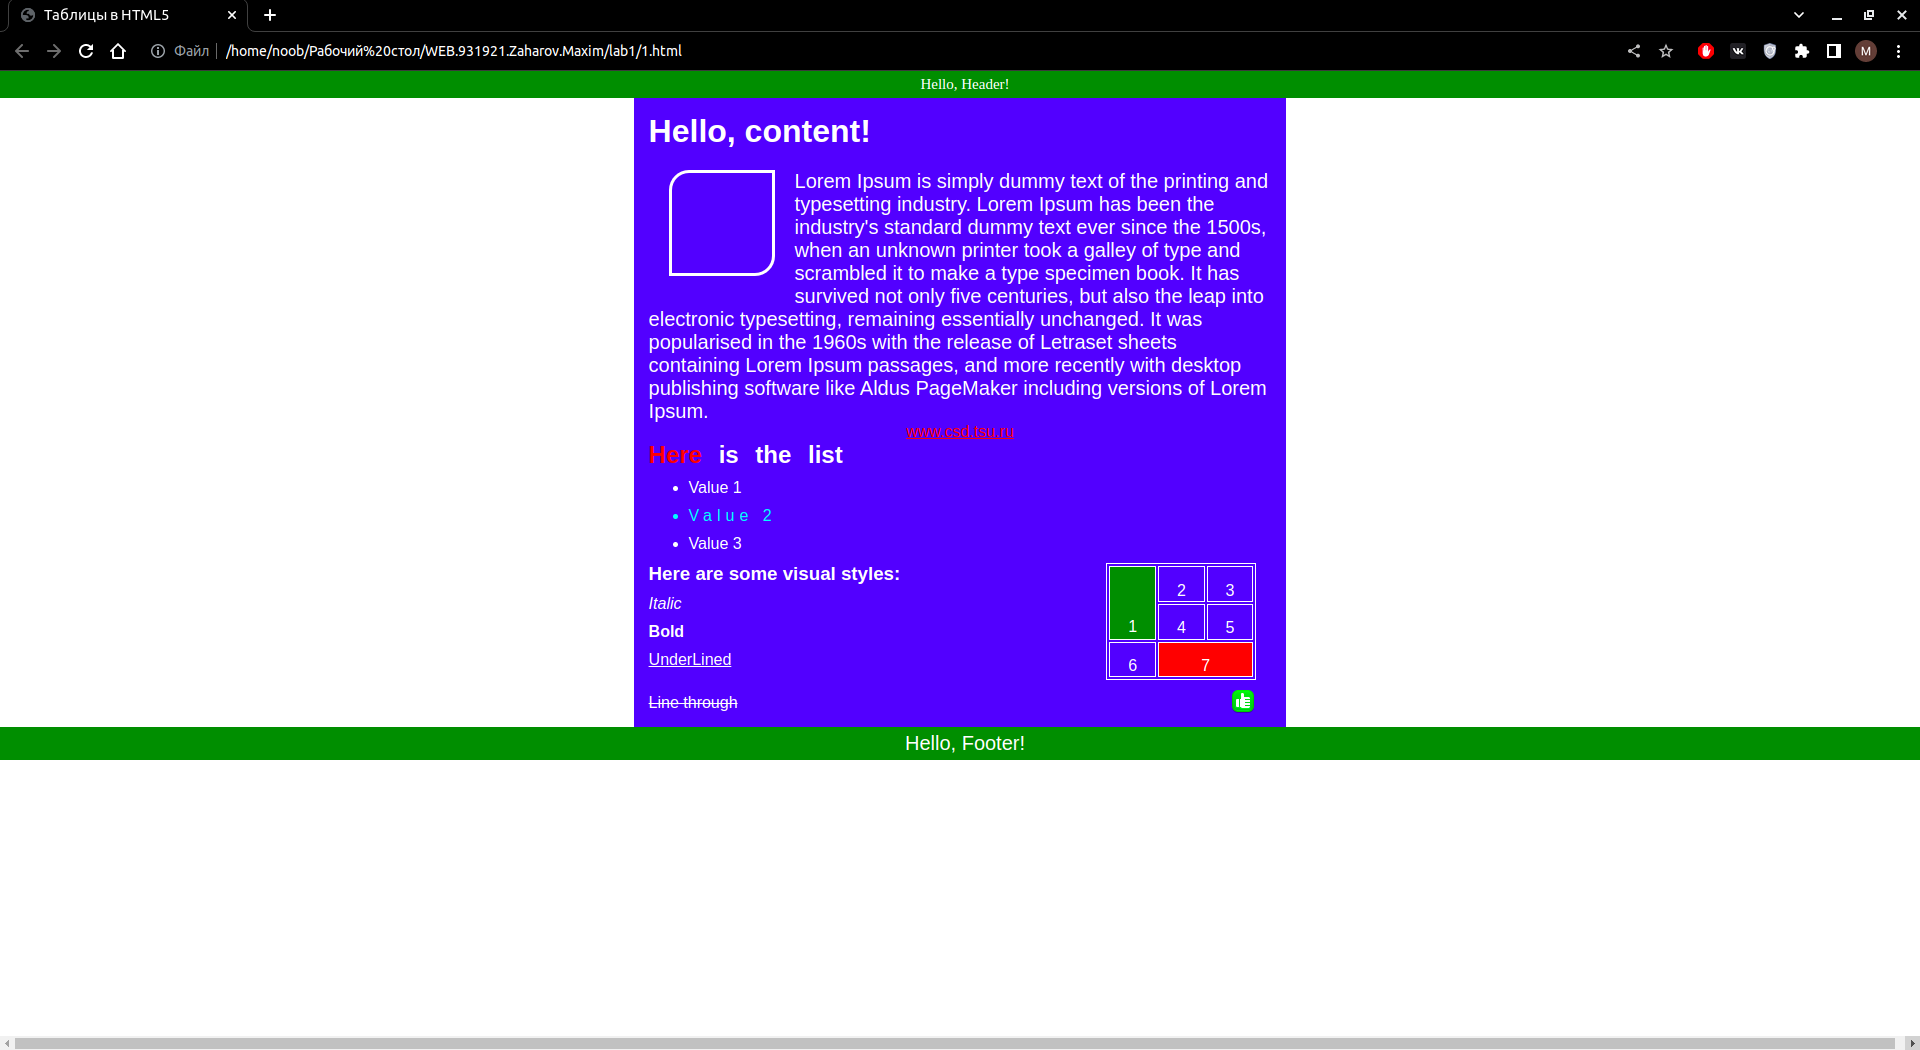 Таблицы в HTML5
Файл /home/noob/Рабочий%20стол/WEB.931921.Zaharov.Maxim/lab1/1.html
M
Hello, Header!
Hello, content!
Lorem Ipsum is simply dummy text of the printing and
typesetting industry. Lorem Ipsum has been the
industry's standard dummy text ever since the 1500s,
when an unknown printer took a galley of type and
scrambled it to make a type specimen book. It has
survived not only five centuries, but also the leap into
electronic typesetting, remaining essentially unchanged. It was
popularised in the 1960s with the release of Letraset sheets
containing Lorem Ipsum passages, and more recently with desktop
publishing software like Aldus PageMaker including versions of Lorem
Ipsum.
www.csd.tsu.ru
Here is the list
• Value 1
• Value 2
• Value 3
Here are some visual styles:
Italic
Bold
UnderLined
Line through
2 3
1 4 5
6 7
Hello, Footer!